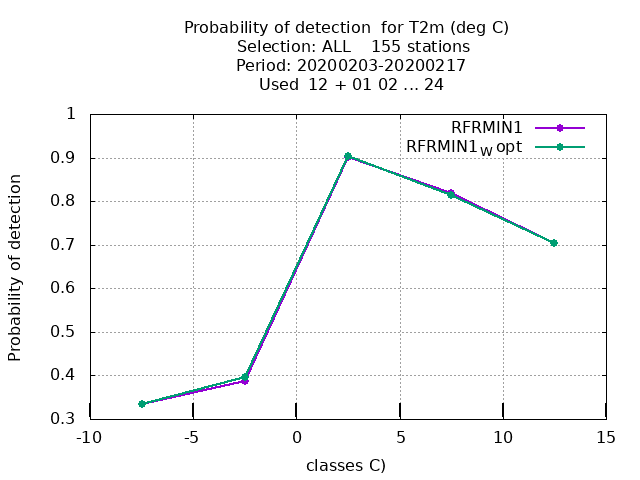 Probability of detection  for T2m (deg C)
Selection: ALL    155 stations
Period: 20200203-20200217
Used  12 + 01 02 ... 24
RFRMIN1
RFRMIN1W opt
Probability of detection
1
0.9
0.8
0.7
0.6
0.5
0.4
0.3
-10 -5 0 5 10 15
classes C)